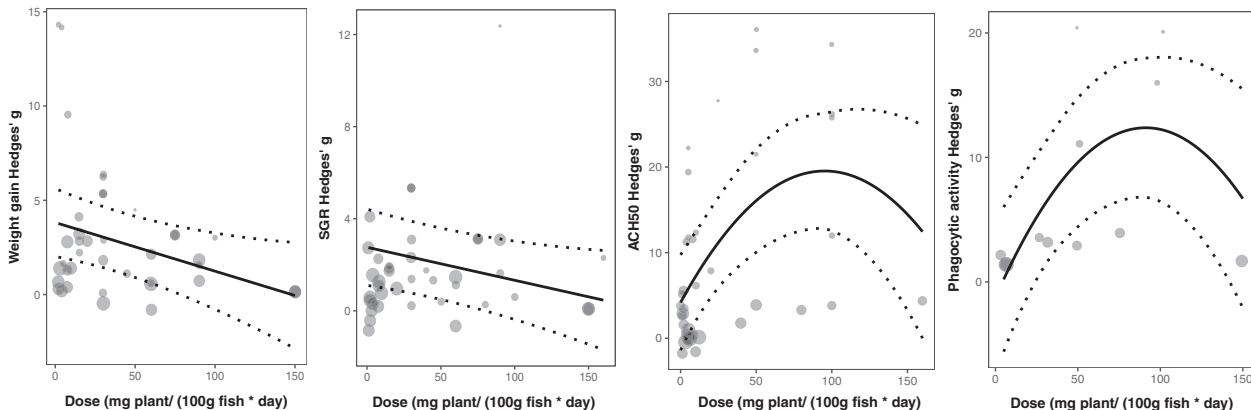 Weight gain Hedges' g
15
10
5
0
0 50 100 150
Dose (mg plant/ (100g fish * day)
SGR Hedges' g
12
8
4
0
0 50 100 150
Dose (mg plant/ (100g fish * day)
ACH50 Hedges' g
30
20
10
0
0 50 100 150
Dose (mg plant/ (100g fish * day)
Phagocytic activity Hedges' g
20
10
0
0 50 100 150
Dose (mg plant/ (100g fish * day)